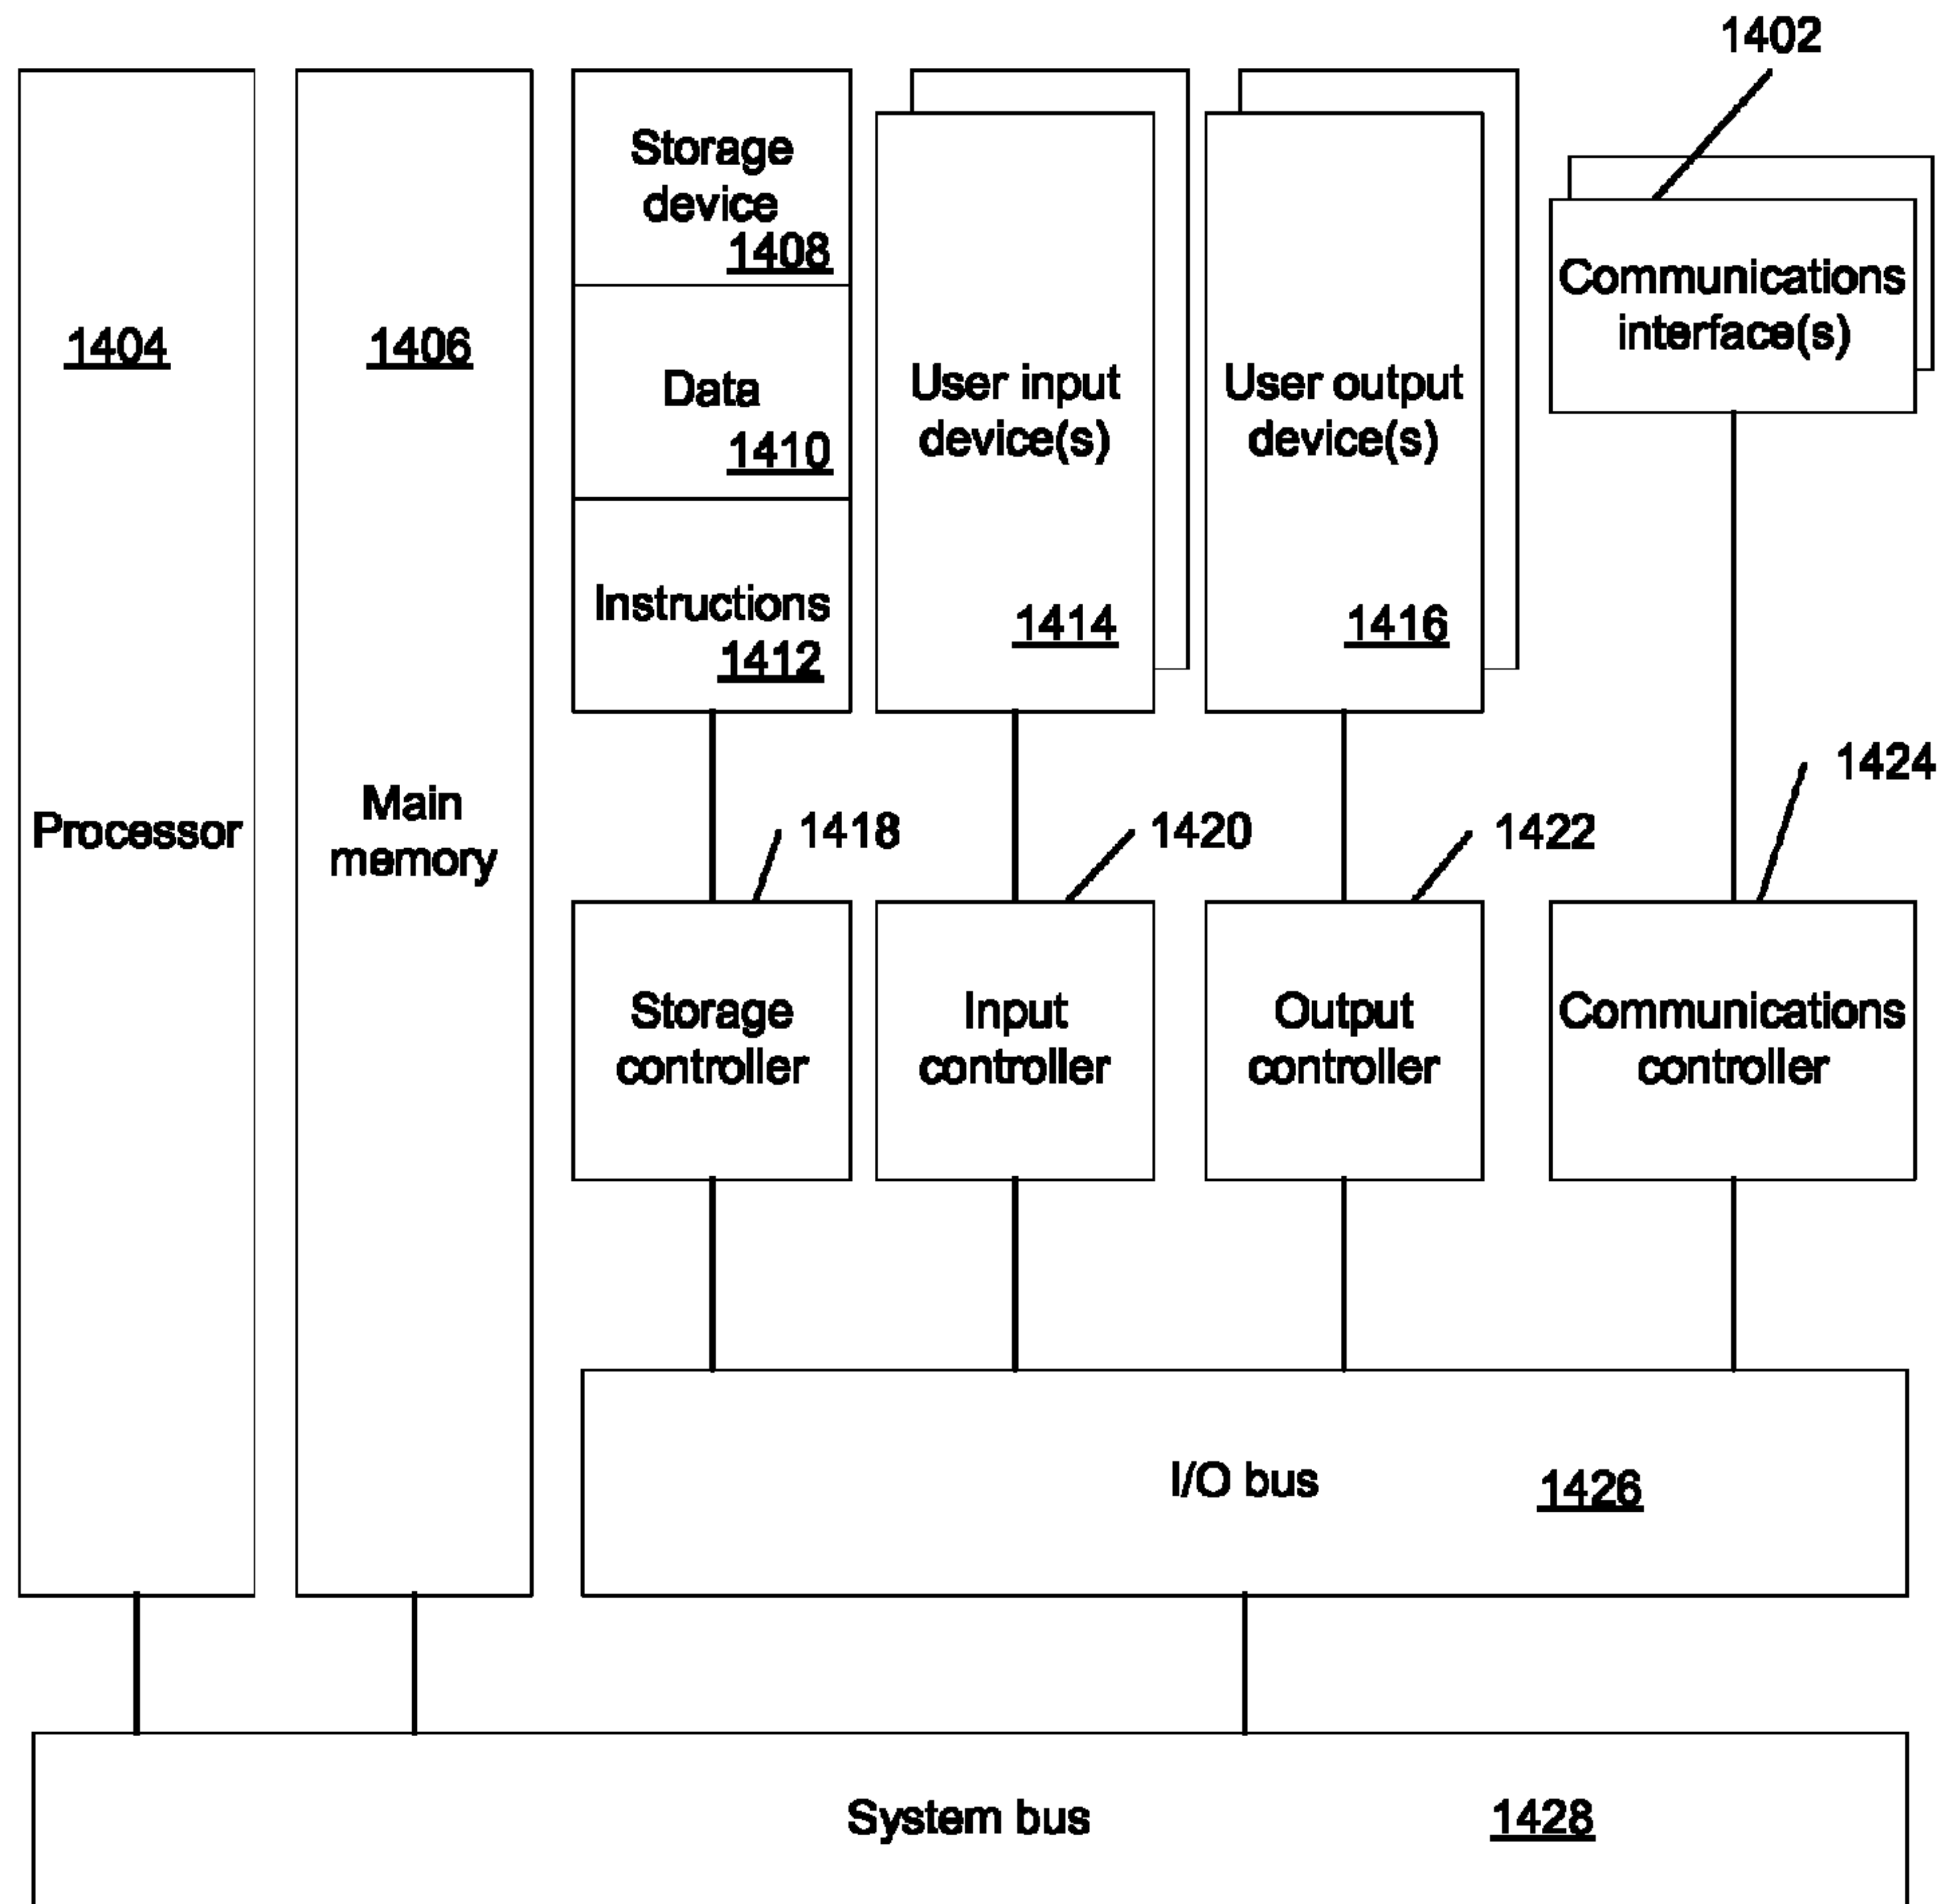 1402
Storage
device
1408
Communications
interface(s)
1404
1406
Data
1410
User input
device(s)
User output
device(s)
Instructions
1412
1414
1416
1424
Processor
Main
memory
1418
1420
1422
Storage
controller
Input
controller
Output
controller
Communications
controller
I/O bus
1426
System bus
1428